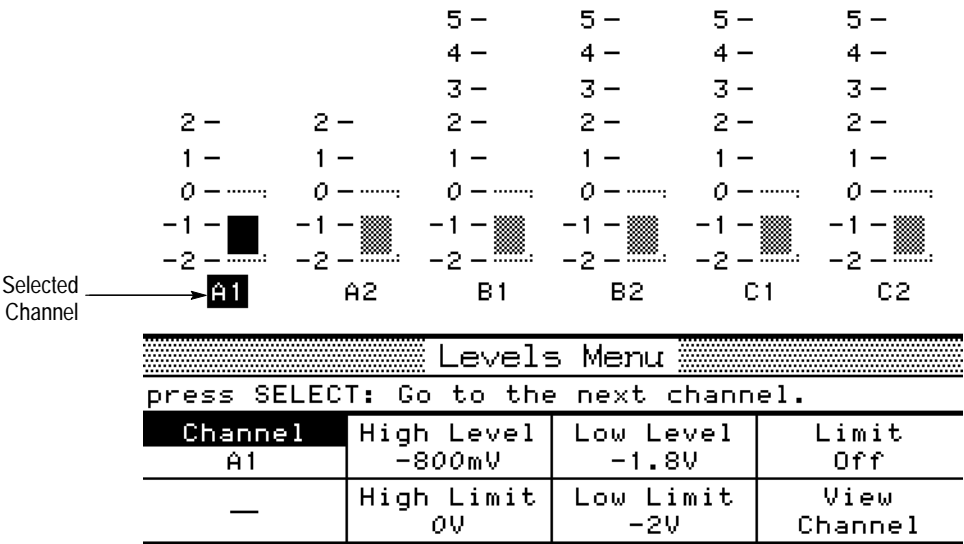 5 – 5 – 5 – 5 –
4 – 4 – 4 – 4 –
3 – 3 – 3 – 3 –
2 – 2 – 2 – 2 – 2 – 2 –
1 – 1 – 1 – 1 – 1 – 1 –
0 – 0 – 0 – 0 – 0 – 0 –
-1 – -1 – -1 – -1 – -1 – -1 –
-2 – -2 – -2 – -2 – -2 – -2 –
Selected
Channel
A1 A2 B1 B2 C1 C2
Levels Menu
press SELECT: Go to the next channel.
Channel High Level Low Level Limit
A1 -800mV -1.8V Off
— High Limit Low Limit View
0V -2V Channel